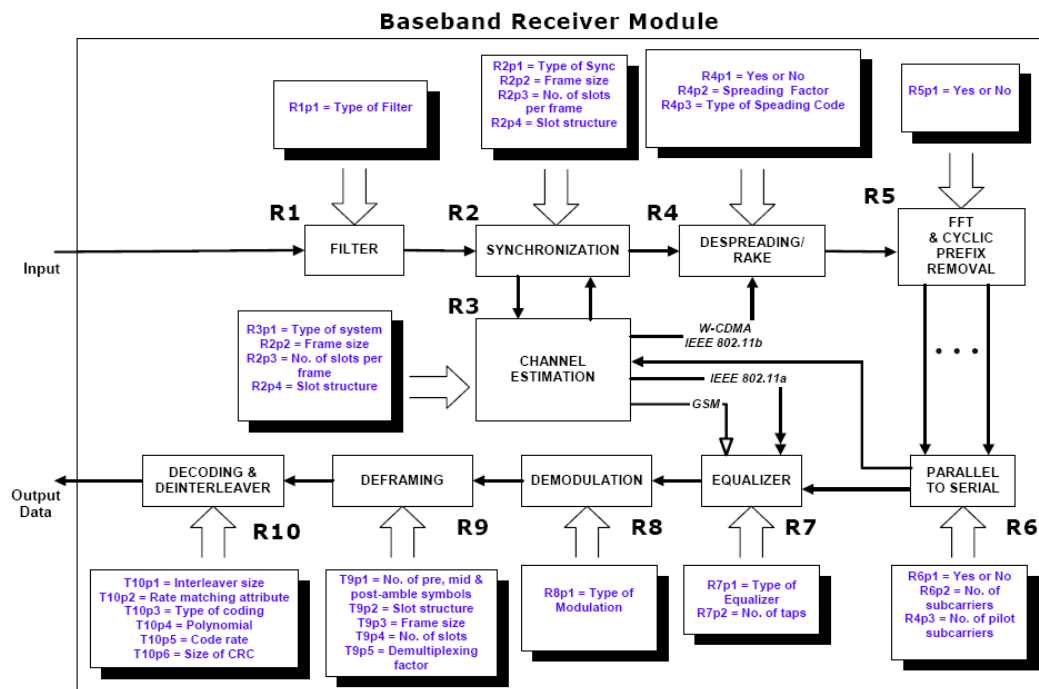 Baseband Receiver Module
R1p1 = Type of Filter
R2p1 = Type of Sync
R2p2 = Frame size
R2p3 = No. of slots
per frame
R2p4 = Slot structure
R4p1 = Yes or No
R4p2 = Spreading Factor
R4p3 = Type of Speading Code
R5p1 = Yes or No
R1
R2
R4
R5
Input
FILTER
SYNCHRONIZATION
DESPREADING/
RAKE
FFT
& CYCLIC
PREFIX
REMOVAL
R3
R3p1 = Type of system
R2p2 = Frame size
R2p3 = No. of slots per
frame
R2p4 = Slot structure
CHANNEL
ESTIMATION
W-CDMA
IEEE 802.11b
IEEE 802.11a
GSM
Output
Data
DECODING &
DEINTERLEAVER
DEFRAMING
DEMODULATION
EQUALIZER
PARALLEL
TO SERIAL
R10
R9
R8
R7
R6
T10p1 = Interleaver size
T10p2 = Rate matching attribute
T10p3 = Type of coding
T10p4 = Polynomial
T10p5 = Code rate
T10p6 = Size of CRC
T9p1 = No. of pre, mid &
post-amble symbols
T9p2 = Slot structure
T9p3 = Frame size
T9p4 = No. of slots
T9p5 = Demultiplexing
factor
R8p1 = Type of
Modulation
R7p1 = Type of
Equalizer
R7p2 = No. of taps
R6p1 = Yes or No
R6p2 = No. of
subcarriers
R4p3 = No. of pilot
subcarriers